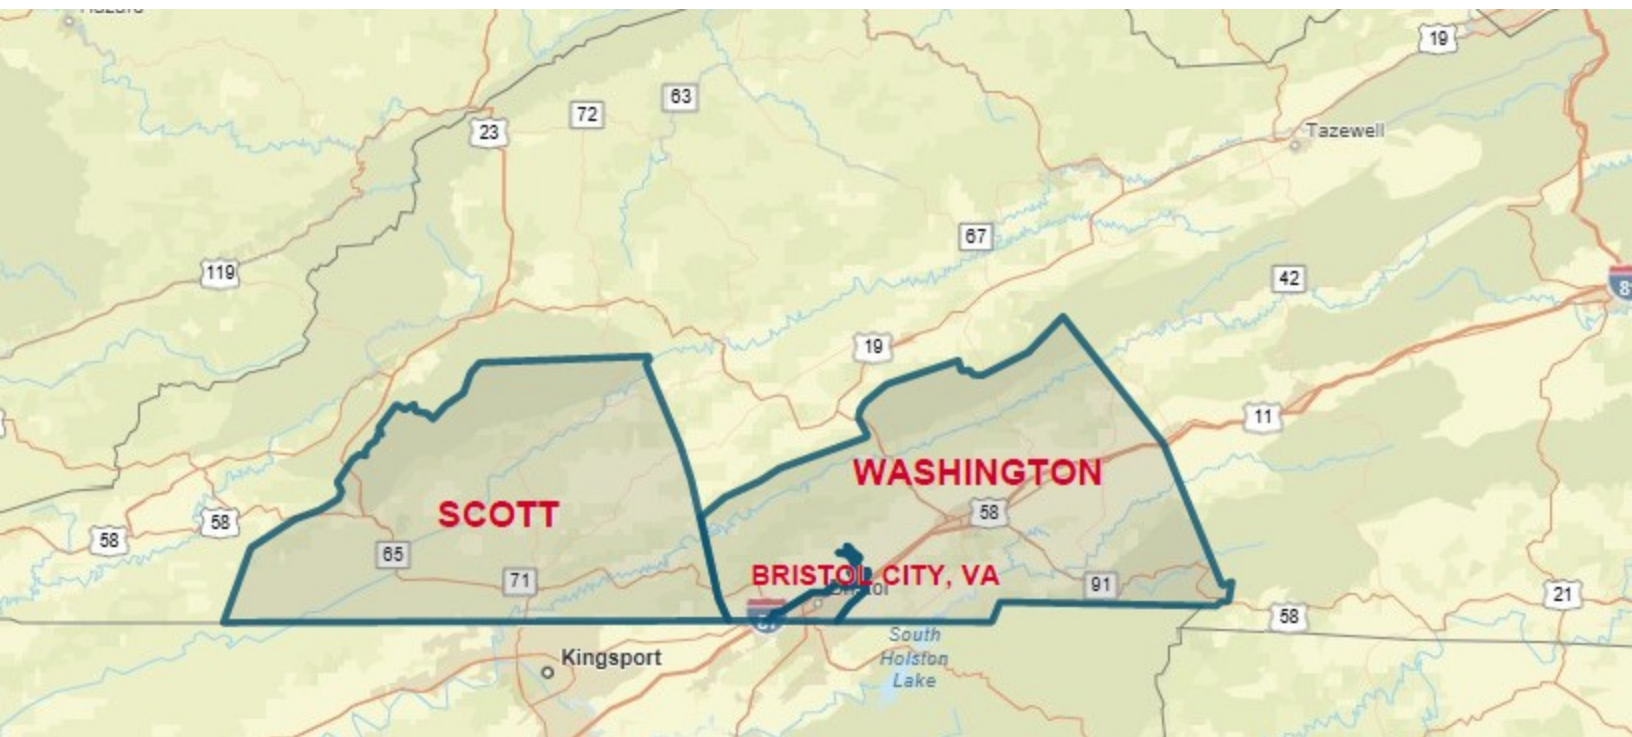 19
63
72
23
Tazewell
67
119
42
19
11
WASHINGTON
SCOTT
58
58
58
65
BRISTOL CITY, VA
71
91
Bristol
21
58
South
Holston
Lake
Kingsport